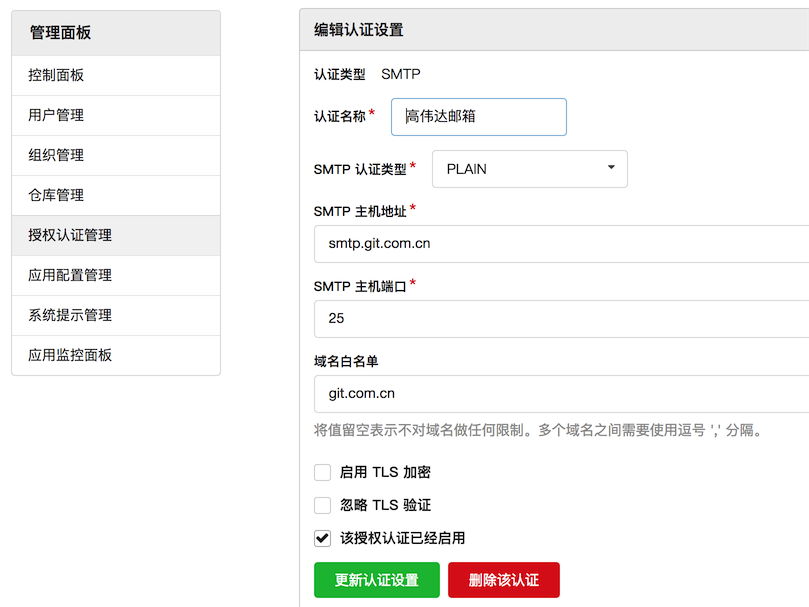 管理面板
控制面板
用户管理
组织管理
仓库管理
授权认证管理
应用配置管理
系统提示管理
应用监控面板
编辑认证设置
认证类型 SMTP
认证名称* 高伟达邮箱
SMTP 认证类型* PLAIN
SMTP 主机地址*
smtp.git.com.cn
SMTP 主机端口*
25
域名白名单
git.com.cn
将值留空表示不对域名做任何限制。多个域名之间需要使用逗号 ',' 分隔。
启用 TLS 加密
忽略 TLS 验证
该授权认证已经启用
更新认证设置 删除该认证